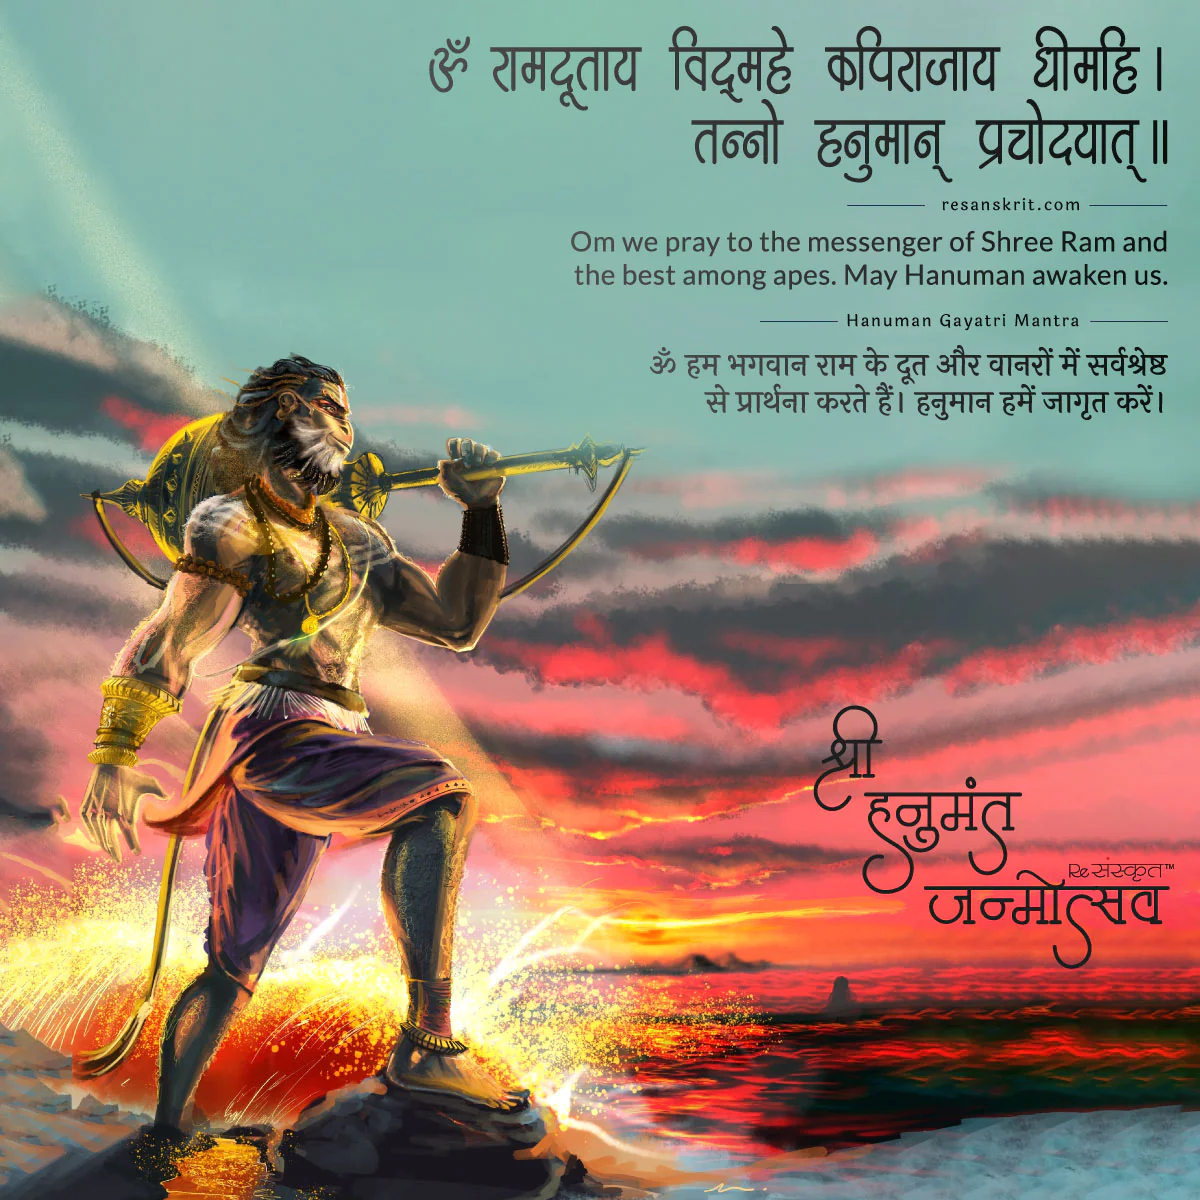 ॐ रामदूताय विद्महे कपिराजाय धीमहि।
तन्नो हनुमान् प्रचोदयात्॥
resanskrit.com
Om we pray to the messenger of Shree Ram and
the best among apes. May Hanuman awaken us.
Hanuman Gayatri Mantra
ॐ हम भगवान राम के दूत और वानरों में सर्वश्रेष्ठ
से प्रार्थना करते हैं। हनुमान हमें जागृत करें।
श्री
हनुमंत
Re संस्कृत™
जन्मोत्सव